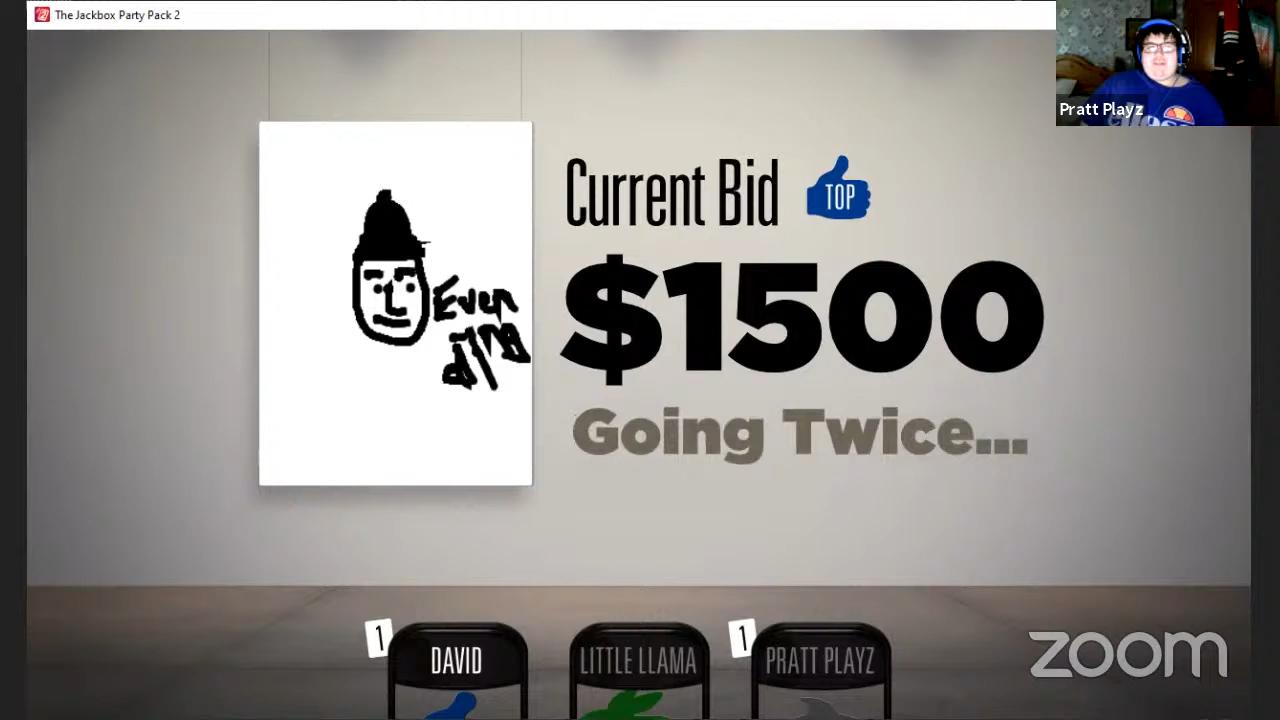 The Jackbox Party Pack 2
Pratt Playz
Current Bid
TOP
$1500
Going Twice...
Even
1
DAVID
LITTLE LLAMA
1
PRATT PLAYZ
zoom